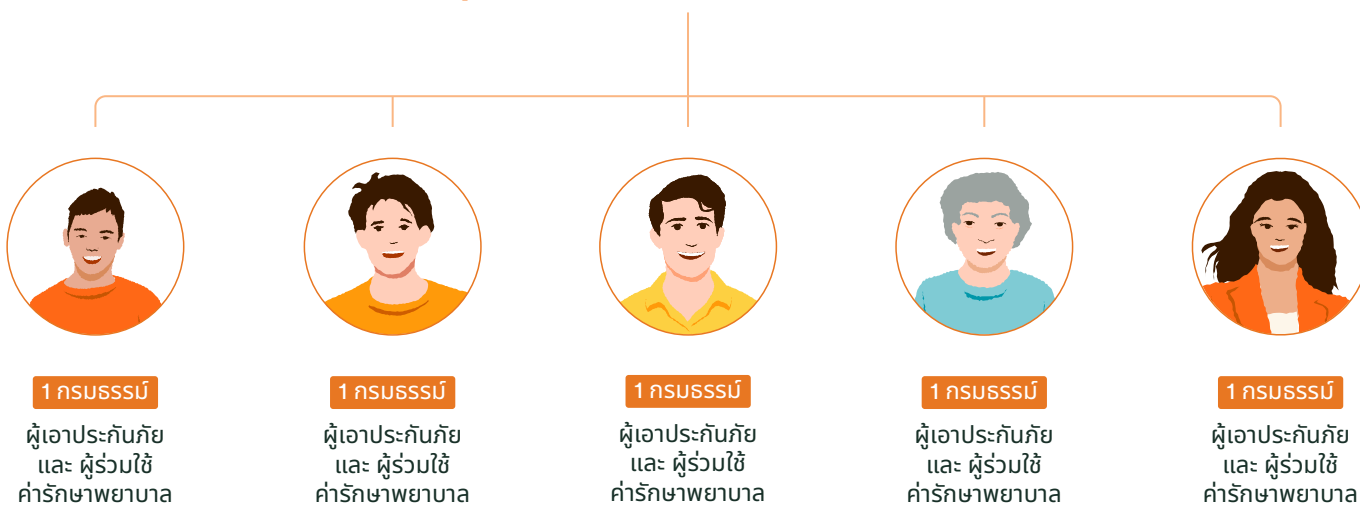 1 กรมธรรม์
ผู้เอาประกันภัย
และ ผู้ร่วมใช้
ค่ารักษาพยาบาล
1 กรมธรรม์
ผู้เอาประกันภัย
และ ผู้ร่วมใช้
ค่ารักษาพยาบาล
1 กรมธรรม์
ผู้เอาประกันภัย
และ ผู้ร่วมใช้
ค่ารักษาพยาบาล
1 กรมธรรม์
ผู้เอาประกันภัย
และ ผู้ร่วมใช้
ค่ารักษาพยาบาล
1 กรมธรรม์
ผู้เอาประกันภัย
และ ผู้ร่วมใช้
ค่ารักษาพยาบาล